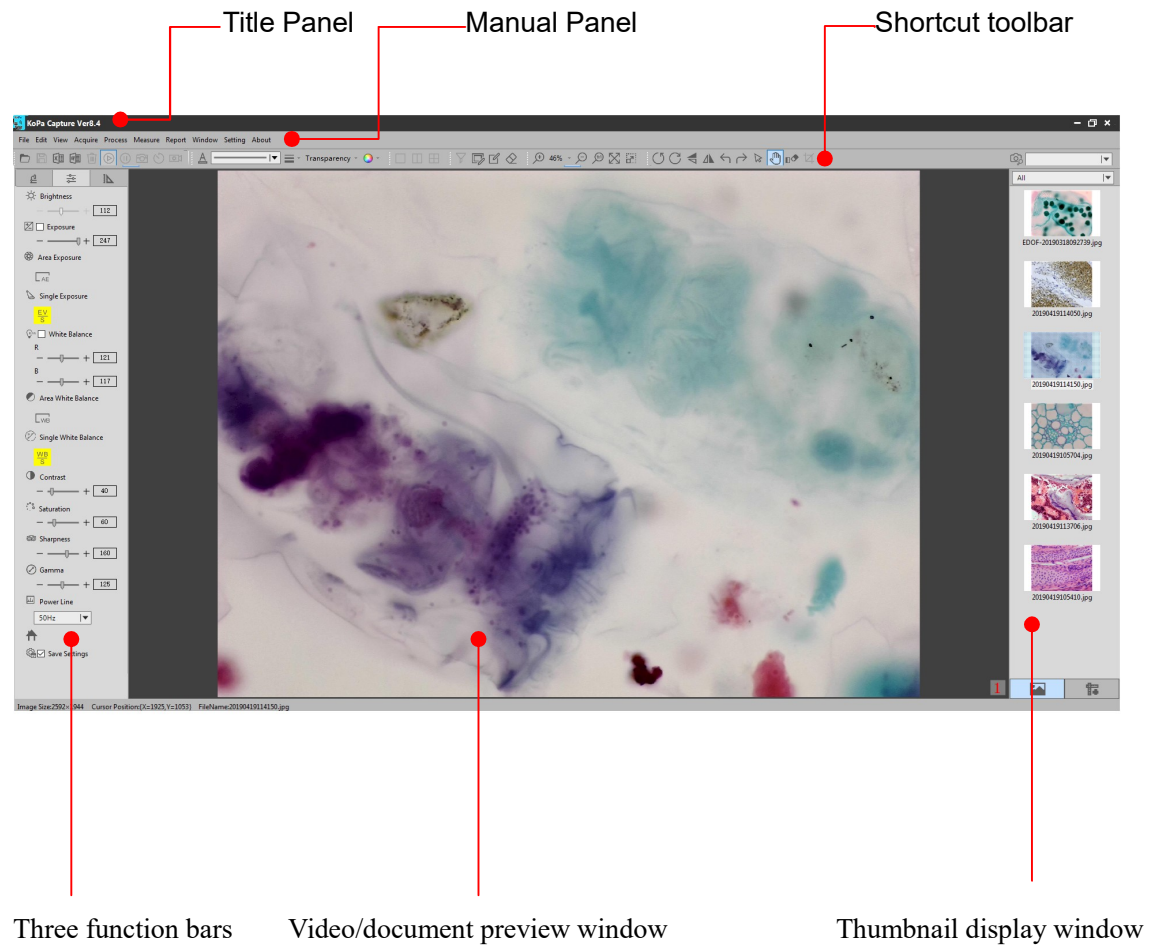 Title Panel Manual Panel Shortcut toolbar
KoPa Capture Ver8.4
File Edit View Acquire Process Measure Report Window Setting About
A 46% Transparency
All
Brightness
112
Exposure
247
Area Exposure
AE
Single Exposure
EV
S
White Balance
R
121
B
117
Area White Balance
WB
Single White Balance
WB
S
Contrast
40
Saturation
60
Sharpness
160
Gamma
125
Power Line
50Hz
Save Settings
EDOF-20190318092739.jpg
20190419114050.jpg
20190419114150.jpg
20190419105704.jpg
20190419113706.jpg
20190419105410.jpg
1
Image Size:2592×1944 Cursor Position:(X=1925,Y=1053) FileName:20190419114150.jpg
Three function bars Video/document preview window Thumbnail display window